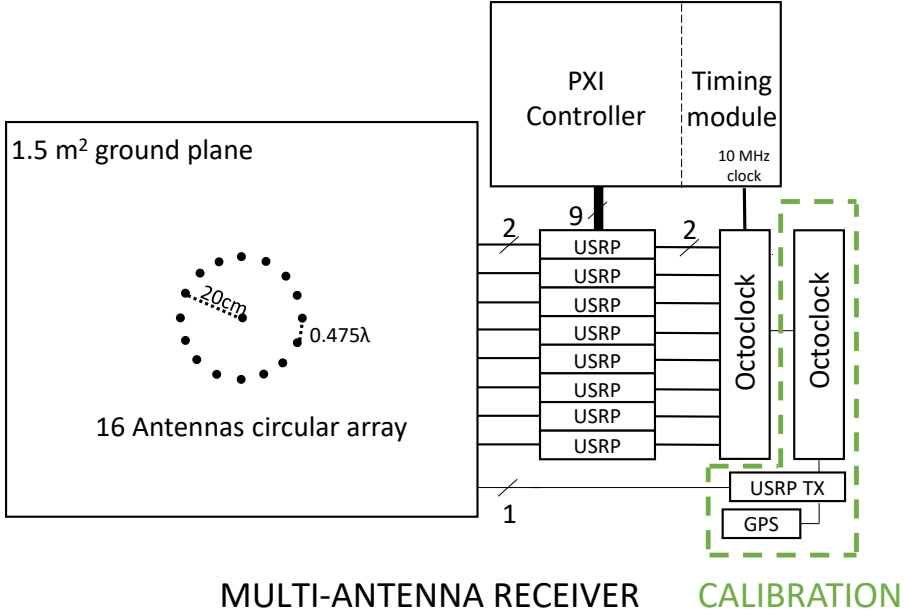 PXI
Controller
Timing
module
10 MHz
clock
1.5 m² ground plane
20cm
0.475λ
16 Antennas circular array
2
9
2
USRP
USRP
USRP
USRP
USRP
USRP
USRP
USRP
Octoclock
Octoclock
1
USRP TX
GPS
MULTI-ANTENNA RECEIVER
CALIBRATION